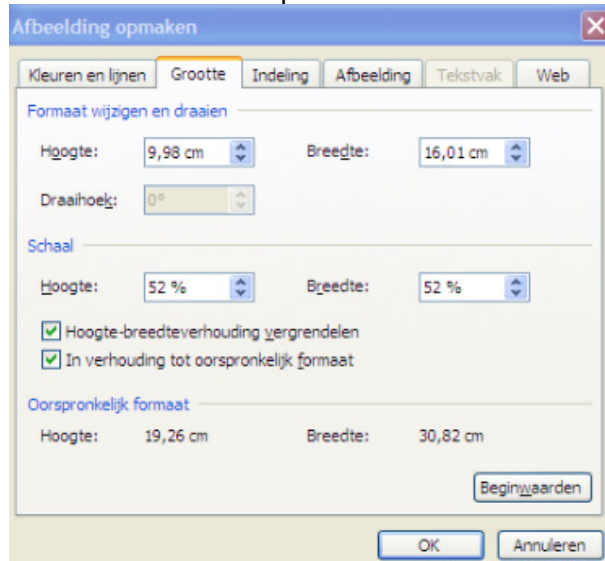 Afbeelding opmaken
Kleuren en lijnen Grootte Indeling Afbeelding Tekstvak Web
Formaat wijzigen en draaien
Hoogte: 9,98 cm Breedte: 16,01 cm
Draaihoek: 0°
Schaal
Hoogte: 52 % Breedte: 52 %
Hoogte-breedteverhouding vergrendelen
In verhouding tot oorspronkelijk formaat
Oorspronkelijk formaat
Hoogte: 19,26 cm Breedte: 30,82 cm
Beginwaarden
OK Annuleren